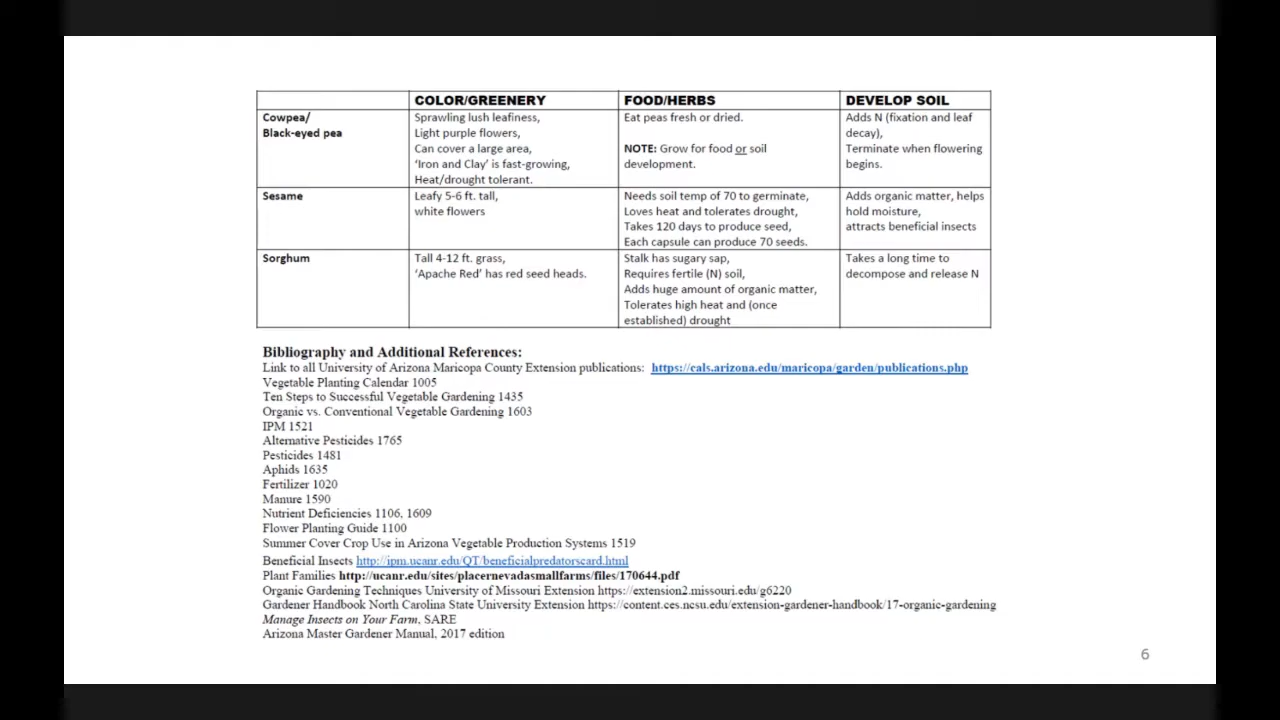 COLOR/GREENERY FOOD/HERBS DEVELOP SOIL
Cowpea/
Black-eyed pea
Sprawling lush leafiness,
Light purple flowers,
Can cover a large area,
‘Iron and Clay’ is fast-growing,
Heat/drought tolerant.
Eat peas fresh or dried.
NOTE: Grow for food or soil
development.
Adds N (fixation and leaf
decay),
Terminate when flowering
begins.
Sesame
Leafy 5-6 ft. tall,
white flowers
Needs soil temp of 70 to germinate,
Loves heat and tolerates drought,
Takes 120 days to produce seed,
Each capsule can produce 70 seeds.
Adds organic matter, helps
hold moisture,
attracts beneficial insects
Sorghum
Tall 4-12 ft. grass,
‘Apache Red’ has red seed heads.
Stalk has sugary sap,
Requires fertile (N) soil,
Adds huge amount of organic matter,
Tolerates high heat and (once
established) drought
Takes a long time to
decompose and release N
Bibliography and Additional References:
Link to all University of Arizona Maricopa County Extension publications: https://cals.arizona.edu/maricopa/garden/publications.php
Vegetable Planting Calendar 1005
Ten Steps to Successful Vegetable Gardening 1435
Organic vs. Conventional Vegetable Gardening 1603
IPM 1521
Alternative Pesticides 1765
Pesticides 1481
Aphids 1635
Fertilizer 1020
Manure 1590
Nutrient Deficiencies 1106, 1609
Flower Planting Guide 1100
Summer Cover Crop Use in Arizona Vegetable Production Systems 1519
Beneficial Insects http://ipm.ucanr.edu/QT/beneficialpredatorscard.html
Plant Families http://ucanr.edu/sites/placernevadasmallfarms/files/170644.pdf
Organic Gardening Techniques University of Missouri Extension https://extension2.missouri.edu/g6220
Gardener Handbook North Carolina State University Extension https://content.ces.ncsu.edu/extension-gardener-handbook/17-organic-gardening
Manage Insects on Your Farm, SARE
Arizona Master Gardener Manual, 2017 edition
6